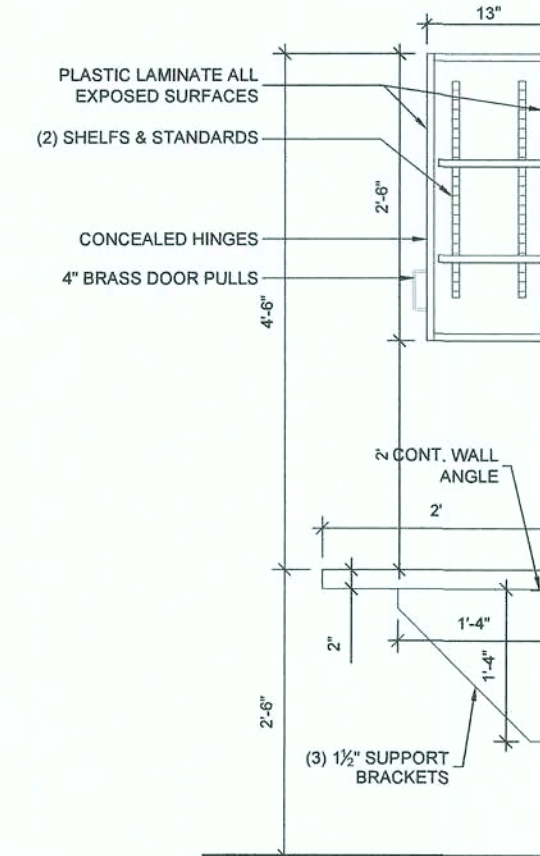 13"
PLASTIC LAMINATE ALL
EXPOSED SURFACES
(2) SHELFS & STANDARDS
2'-6"
CONCEALED HINGES
4" BRASS DOOR PULLS
4'-6"
2'
CONT. WALL
ANGLE
2'
1'-4"
2"
1'-4"
2'-6"
(3) 1½" SUPPORT
BRACKETS